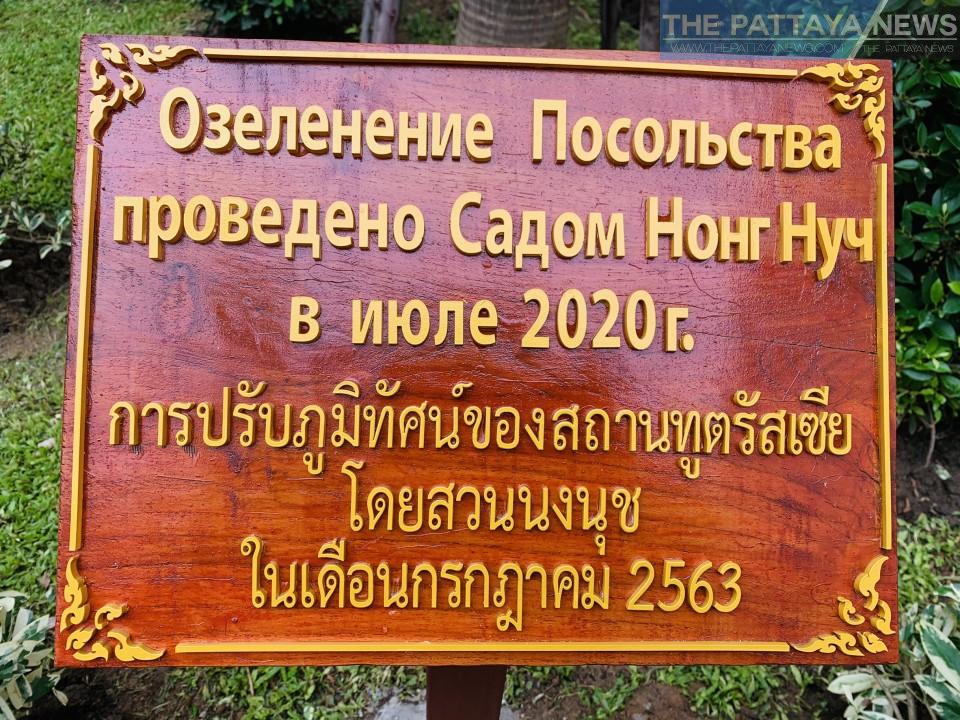 THE PATTAYA NEWS
WWW.THEPATTAYANEWS.COM / THE PATTAYA NEWS
Озеленение Посольства
проведено Садом Нонг Нуч
в июле 2020 г.
การปรับภูมิทัศน์ของสถานทูตรัสเซีย
โดยสวนนงนุช
ในเดือนกรกฎาคม 2563